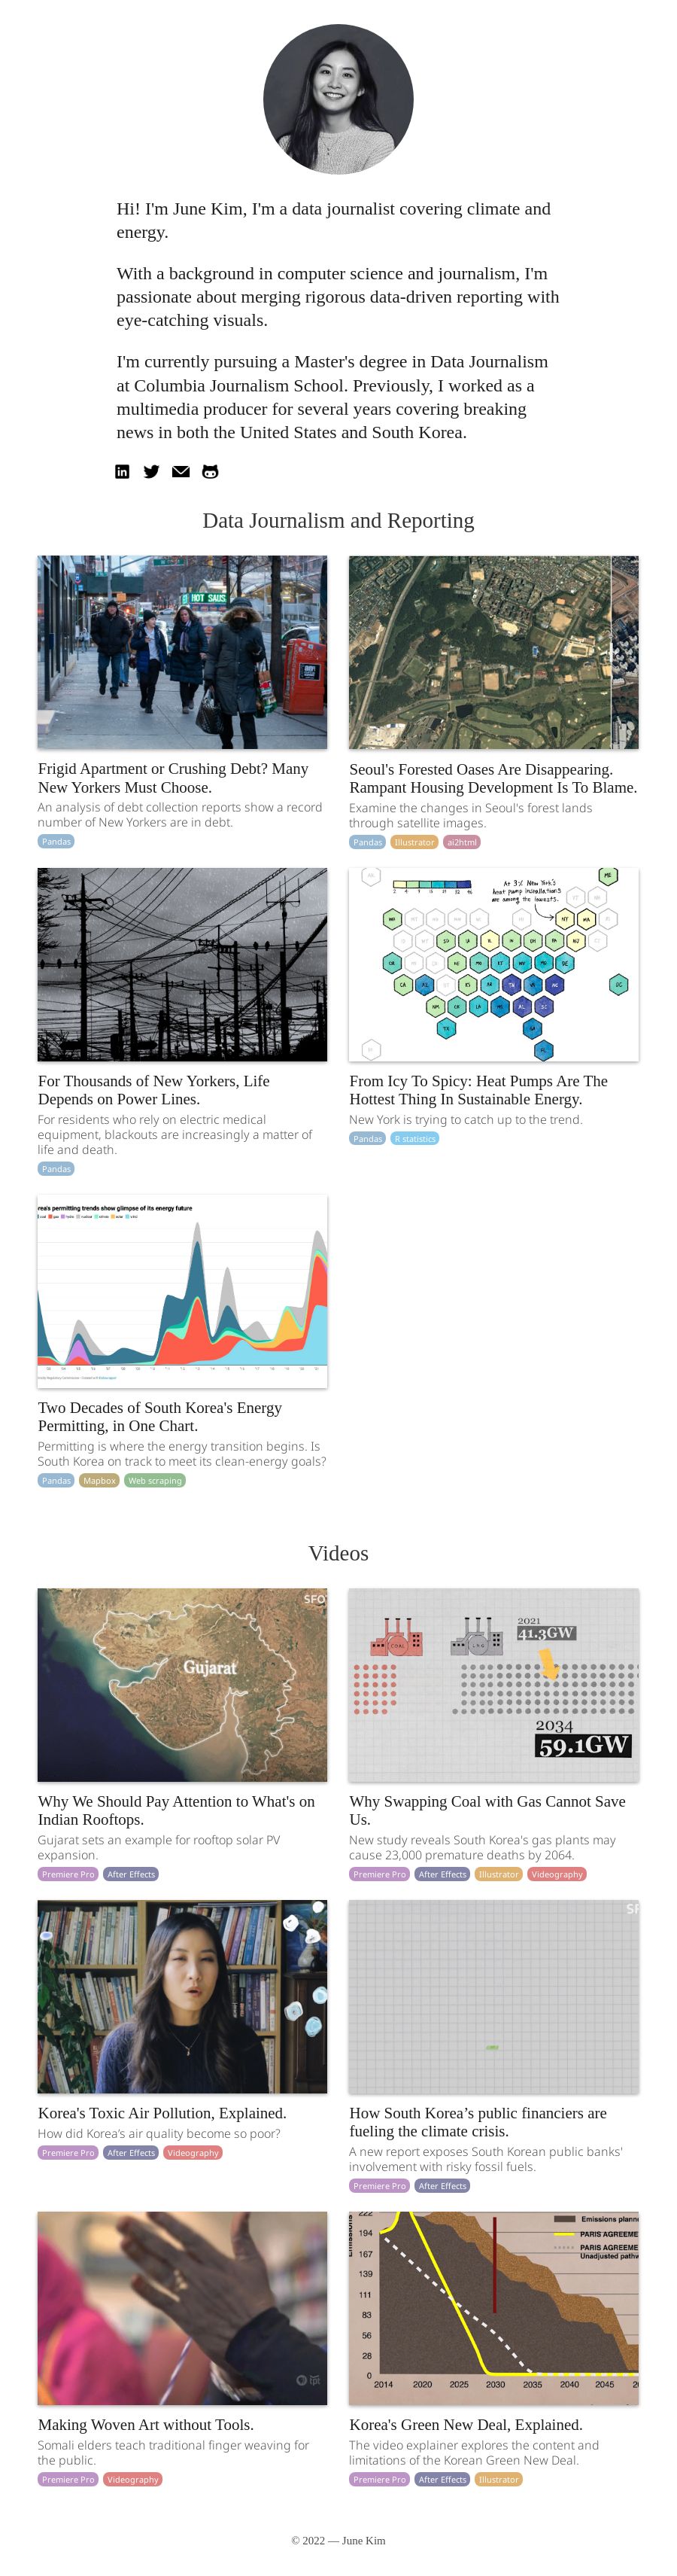 Hi! I'm June Kim, I'm a data journalist covering climate and
energy.
With a background in computer science and journalism, I'm
passionate about merging rigorous data-driven reporting with
eye-catching visuals.
I'm currently pursuing a Master's degree in Data Journalism
at Columbia Journalism School. Previously, I worked as a
multimedia producer for several years covering breaking
news in both the United States and South Korea.
Data Journalism and Reporting
HOT SAUS
Frigid Apartment or Crushing Debt? Many
New Yorkers Must Choose.
An analysis of debt collection reports show a record
number of New Yorkers are in debt.
Pandas
Seoul's Forested Oases Are Disappearing.
Rampant Housing Development Is To Blame.
Examine the changes in Seoul's forest lands
through satellite images.
Pandas Illustrator ai2html
For Thousands of New Yorkers, Life
Depends on Power Lines.
For residents who rely on electric medical
equipment, blackouts are increasingly a matter of
life and death.
Pandas
At 3% New York's
heat pump installations
are among the lowest.
From Icy To Spicy: Heat Pumps Are The
Hottest Thing In Sustainable Energy.
New York is trying to catch up to the trend.
Pandas R statistics
rea's permitting trends show glimpse of its energy future
Two Decades of South Korea's Energy
Permitting, in One Chart.
Permitting is where the energy transition begins. Is
South Korea on track to meet its clean-energy goals?
Pandas Mapbox Web scraping
Videos
SFO
Gujarat
Why We Should Pay Attention to What's on
Indian Rooftops.
Gujarat sets an example for rooftop solar PV
expansion.
Premiere Pro After Effects
COAL
LNG
2021
41.3GW
2034
59.1GW
Why Swapping Coal with Gas Cannot Save
Us.
New study reveals South Korea's gas plants may
cause 23,000 premature deaths by 2064.
Premiere Pro After Effects Illustrator Videography
Korea's Toxic Air Pollution, Explained.
How did Korea's air quality become so poor?
Premiere Pro After Effects Videography
SF
How South Korea’s public financiers are
fueling the climate crisis.
A new report exposes South Korean public banks'
involvement with risky fossil fuels.
Premiere Pro After Effects
Making Woven Art without Tools.
Somali elders teach traditional finger weaving for
the public.
Premiere Pro Videography
Emissions
222
194
167
139
111
83
56
28
0
2014 2020 2025 2030 2035 2040 2045
Emissions plann
PARIS AGREEME
PARIS AGREEME
Unadjusted pathw
Korea's Green New Deal, Explained.
The video explainer explores the content and
limitations of the Korean Green New Deal.
Premiere Pro After Effects Illustrator
© 2022 — June Kim